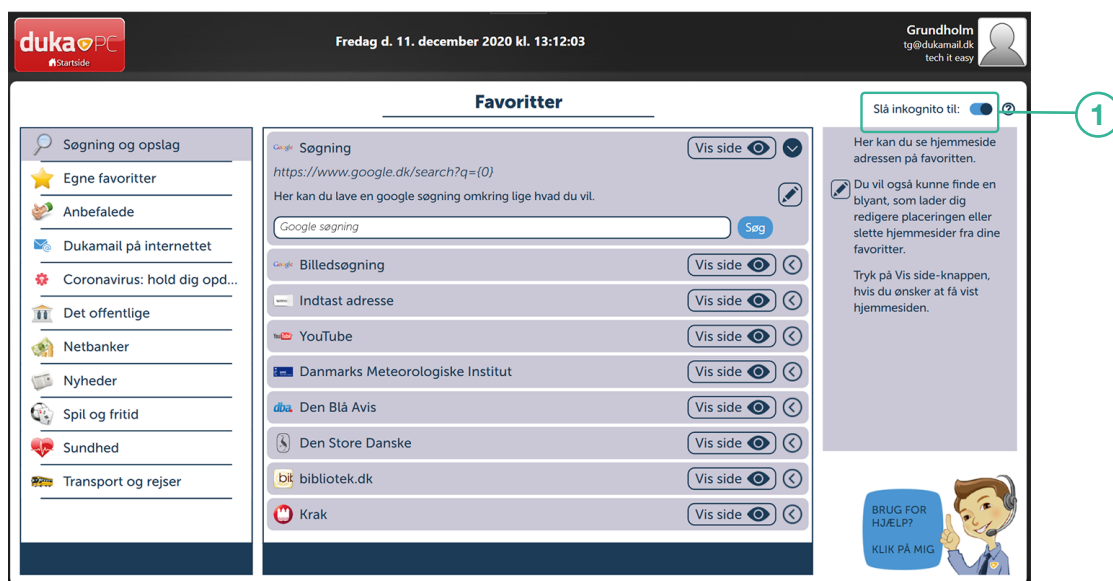 duka PC
Startside
Fredag d. 11. december 2020 kl. 13:12:03
Grundholm
tg@dukamail.dk
tech it easy
Favoritter
Slå inkognito til:
?
1
Søgning og opslag
Egne favoritter
Anbefalede
Dukamail på internettet
Coronavirus: hold dig opd...
Det offentlige
Netbanker
Nyheder
Spil og fritid
Sundhed
Transport og rejser
Google Søgning Vis side
https://www.google.dk/search?q={0}
Her kan du lave en google søgning omkring lige hvad du vil.
Google søgning Søg
Google Billedsøgning Vis side
Indtast adresse Vis side
YouTube Vis side
Danmarks Meteorologiske Institut Vis side
dba. Den Blå Avis Vis side
Den Store Danske Vis side
bit bibliotek.dk Vis side
Krak Vis side
Her kan du se hjemmeside
adressen på favoritten.
Du vil også kunne finde en
blyant, som lader dig
redigere placeringen eller
slette hjemmesider fra dine
favoritter.
Tryk på Vis side-knappen,
hvis du ønsker at få vist
hjemmesiden.
BRUG FOR
HJÆLP?
KLIK PÅ MIG